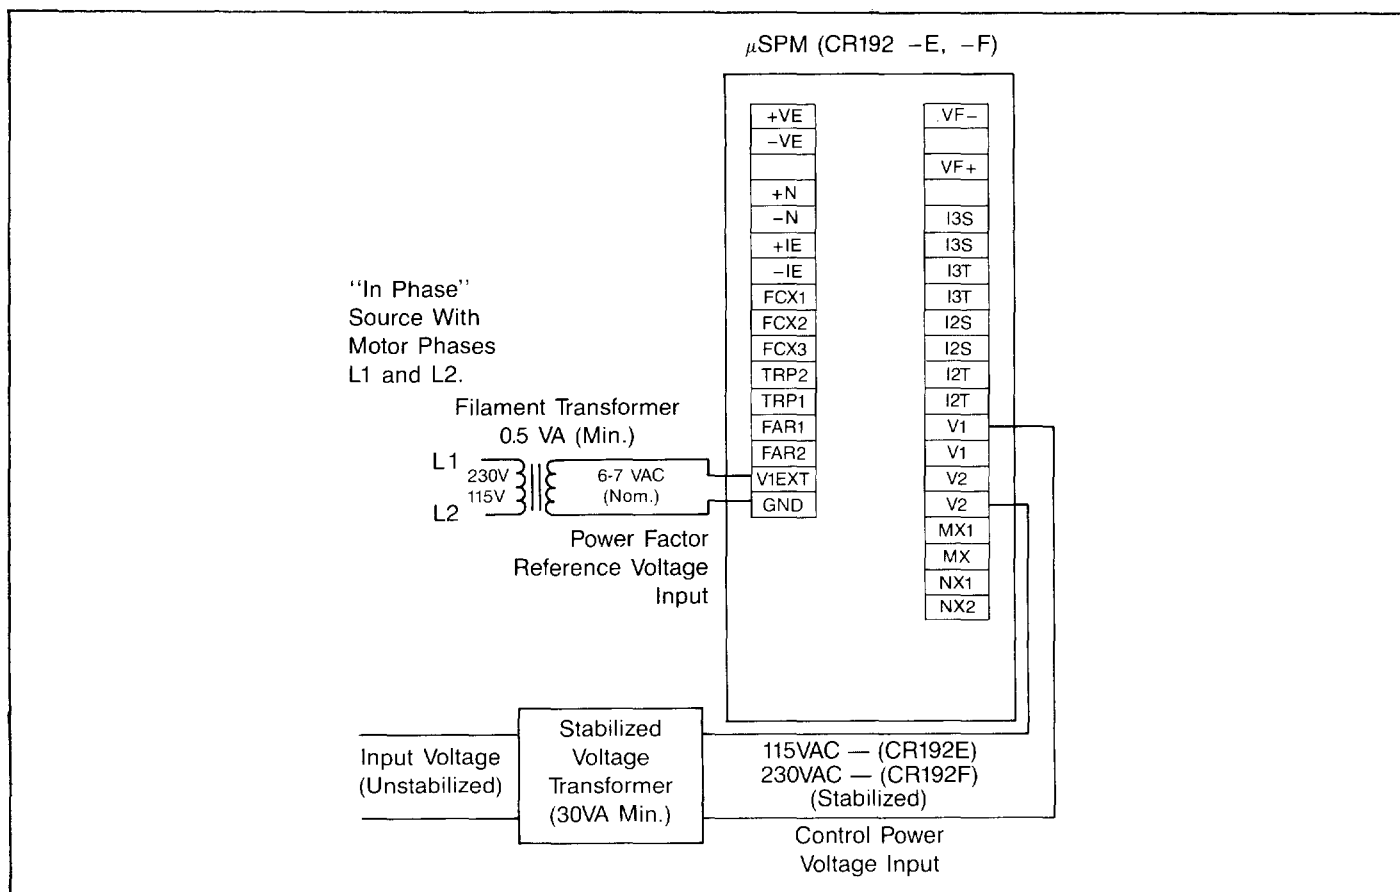 μSPM (CR192 –E, –F)
+VE
–VE
+N
–N
+IE
–IE
FCX1
FCX2
FCX3
TRP2
TRP1
FAR1
FAR2
V1EXT
GND
VF–
VF+
I3S
I3S
I3T
I3T
I2S
I2S
I2T
I2T
V1
V1
V2
V2
MX1
MX
NX1
NX2
"In Phase"
Source With
Motor Phases
L1 and L2.
Filament Transformer
0.5 VA (Min.)
L1
230V
115V
L2
6-7 VAC
(Nom.)
Power Factor
Reference Voltage
Input
Input Voltage
(Unstabilized)
Stabilized
Voltage
Transformer
(30VA Min.)
115VAC — (CR192E)
230VAC — (CR192F)
(Stabilized)
Control Power
Voltage Input